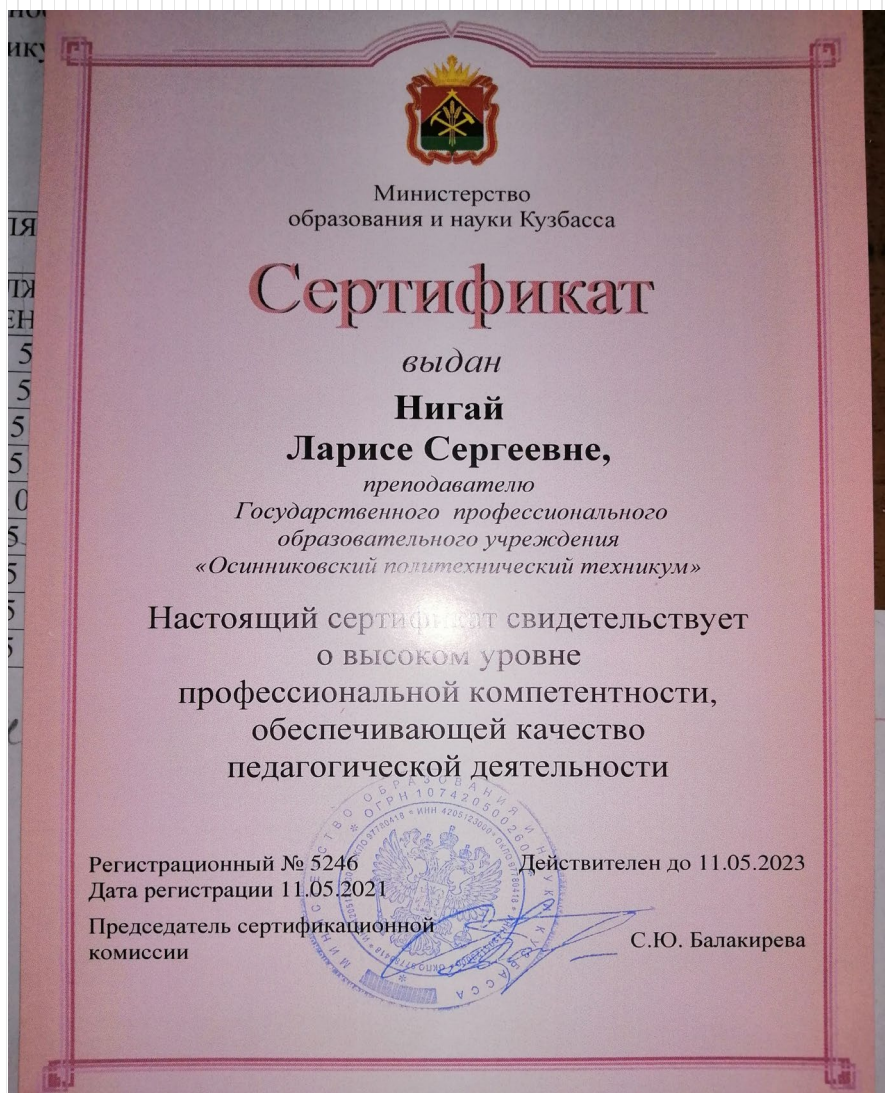 Министерство
образования и науки Кузбасса
Сертификат
выдан
Нигай
Ларисе Сергеевне,
преподавателю
Государственного профессионального
образовательного учреждения
«Осинниковский политехнический техникум»
Настоящий сертификат свидетельствует
о высоком уровне
профессиональной компетентности,
обеспечивающей качество
педагогической деятельности
Регистрационный № 5246
Действителен до 11.05.2023
Дата регистрации 11.05.2021
Председатель сертификационной
комиссии
С.Ю. Балакирева